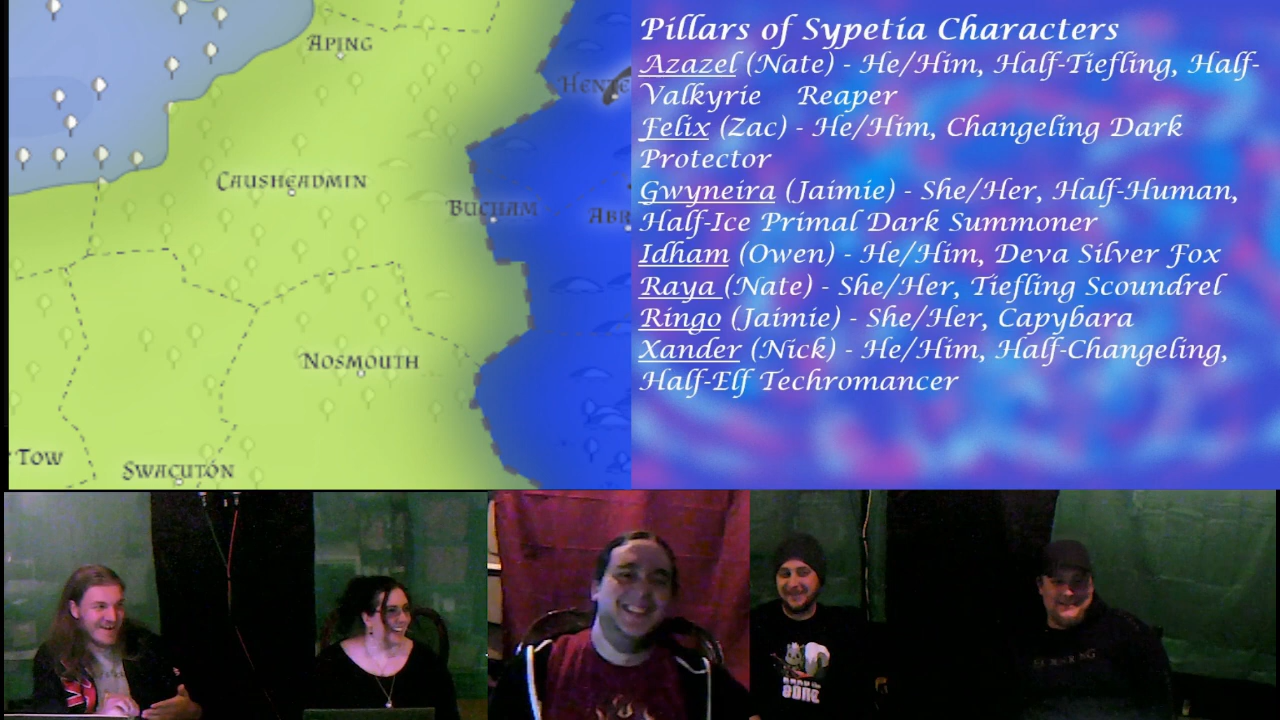 APING
HENTE
CAUSHEADMIN
BUCHAM
ABR
NOSMOUTH
TOW
SWACUTON
Pillars of Sypetia Characters
Azazel (Nate) - He/Him, Half-Tiefling, Half-
Valkyrie Reaper
Felix (Zac) - He/Him, Changeling Dark
Protector
Gwyneira (Jaimie) - She/Her, Half-Human,
Half-Ice Primal Dark Summoner
Idham (Owen) - He/Him, Deva Silver Fox
Raya (Nate) - She/Her, Tiefling Scoundrel
Ringo (Jaimie) - She/Her, Capybara
Xander (Nick) - He/Him, Half-Changeling,
Half-Elf Techromancer